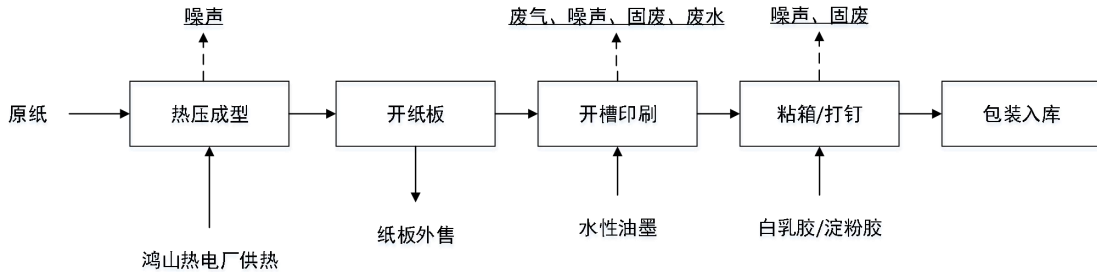 噪声
废气、噪声、固废、废水
噪声、固废
原纸
热压成型
开纸板
开槽印刷
粘箱/打钉
包装入库
鸿山热电厂供热
纸板外售
水性油墨
白乳胶/淀粉胶